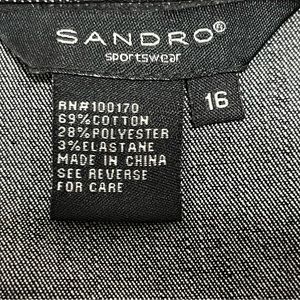 SANDRO®
sportswear
16
RN#100170
69%COTTON
28%POLYESTER
3%ELASTANE
MADE IN CHINA
SEE REVERSE
FOR CARE